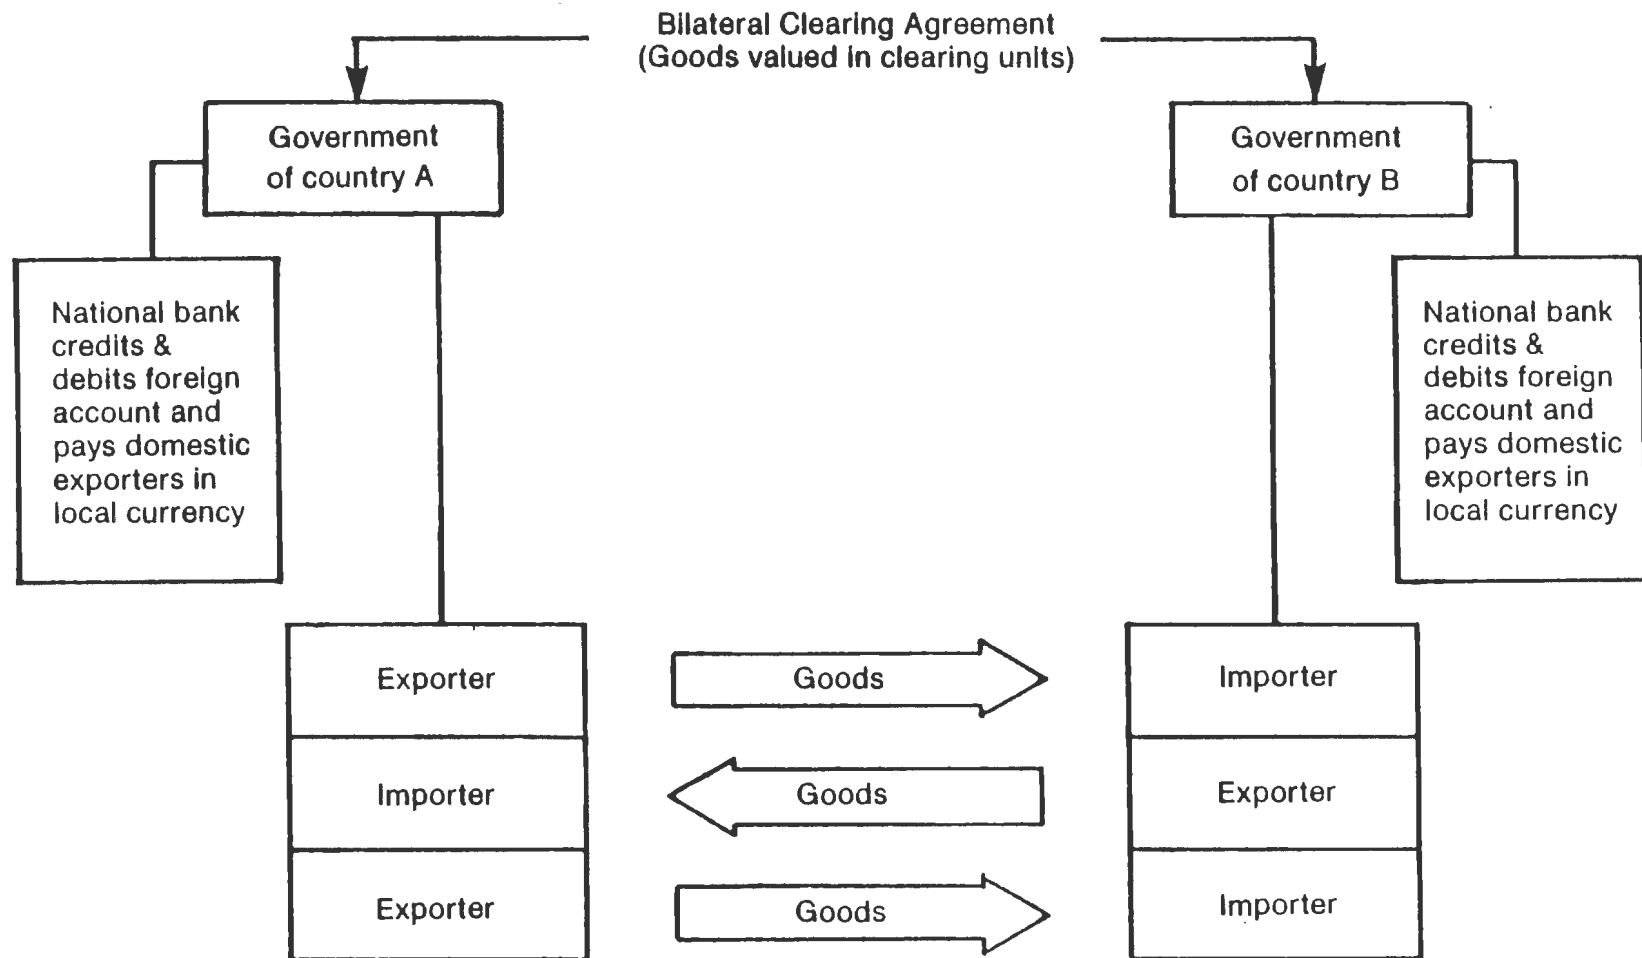 Bilateral Clearing Agreement
(Goods valued in clearing units)
Government
of country A
Government
of country B
National bank
credits &
debits foreign
account and
pays domestic
exporters in
local currency
National bank
credits &
debits foreign
account and
pays domestic
exporters in
local currency
Exporter
Goods
Importer
Importer
Goods
Exporter
Exporter
Goods
Importer